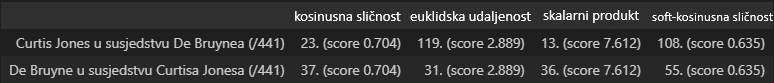 kosinusna sličnost euklidska udaljenost skalarni produkt soft-kosinusna sličnost
Curtis Jones u susjedstvu De Bruynea (/441) 23. (score 0.704) 119. (score 2.889) 13. (score 7.612) 108. (score 0.635)
De Bruyne u susjedstvu Curtisa Jonesa (/441) 37. (score 0.704) 31. (score 2.889) 36. (score 7.612) 55. (score 0.635)